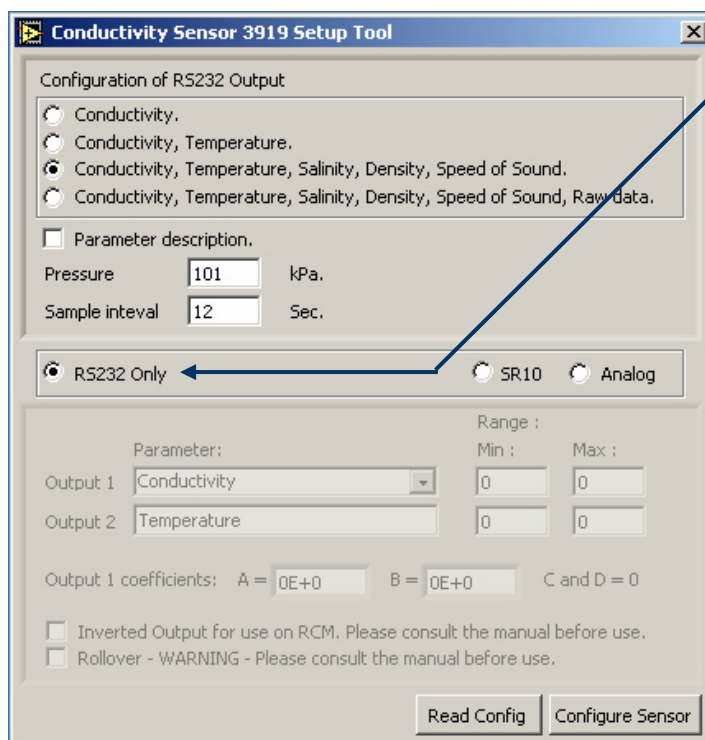 Conductivity Sensor 3919 Setup Tool
Configuration of RS232 Output
Conductivity.
Conductivity, Temperature.
Conductivity, Temperature, Salinity, Density, Speed of Sound.
Conductivity, Temperature, Salinity, Density, Speed of Sound, Raw data.
Parameter description.
Pressure 101 kPa.
Sample inteval 12 Sec.
RS232 Only SR10 Analog
Range :
Parameter: Min : Max :
Output 1 Conductivity 0 0
Output 2 Temperature 0 0
Output 1 coefficients: A = 0E+0 B = 0E+0 C and D = 0
Inverted Output for use on RCM. Please consult the manual before use.
Rollover - WARNING - Please consult the manual before use.
Read Config Configure Sensor